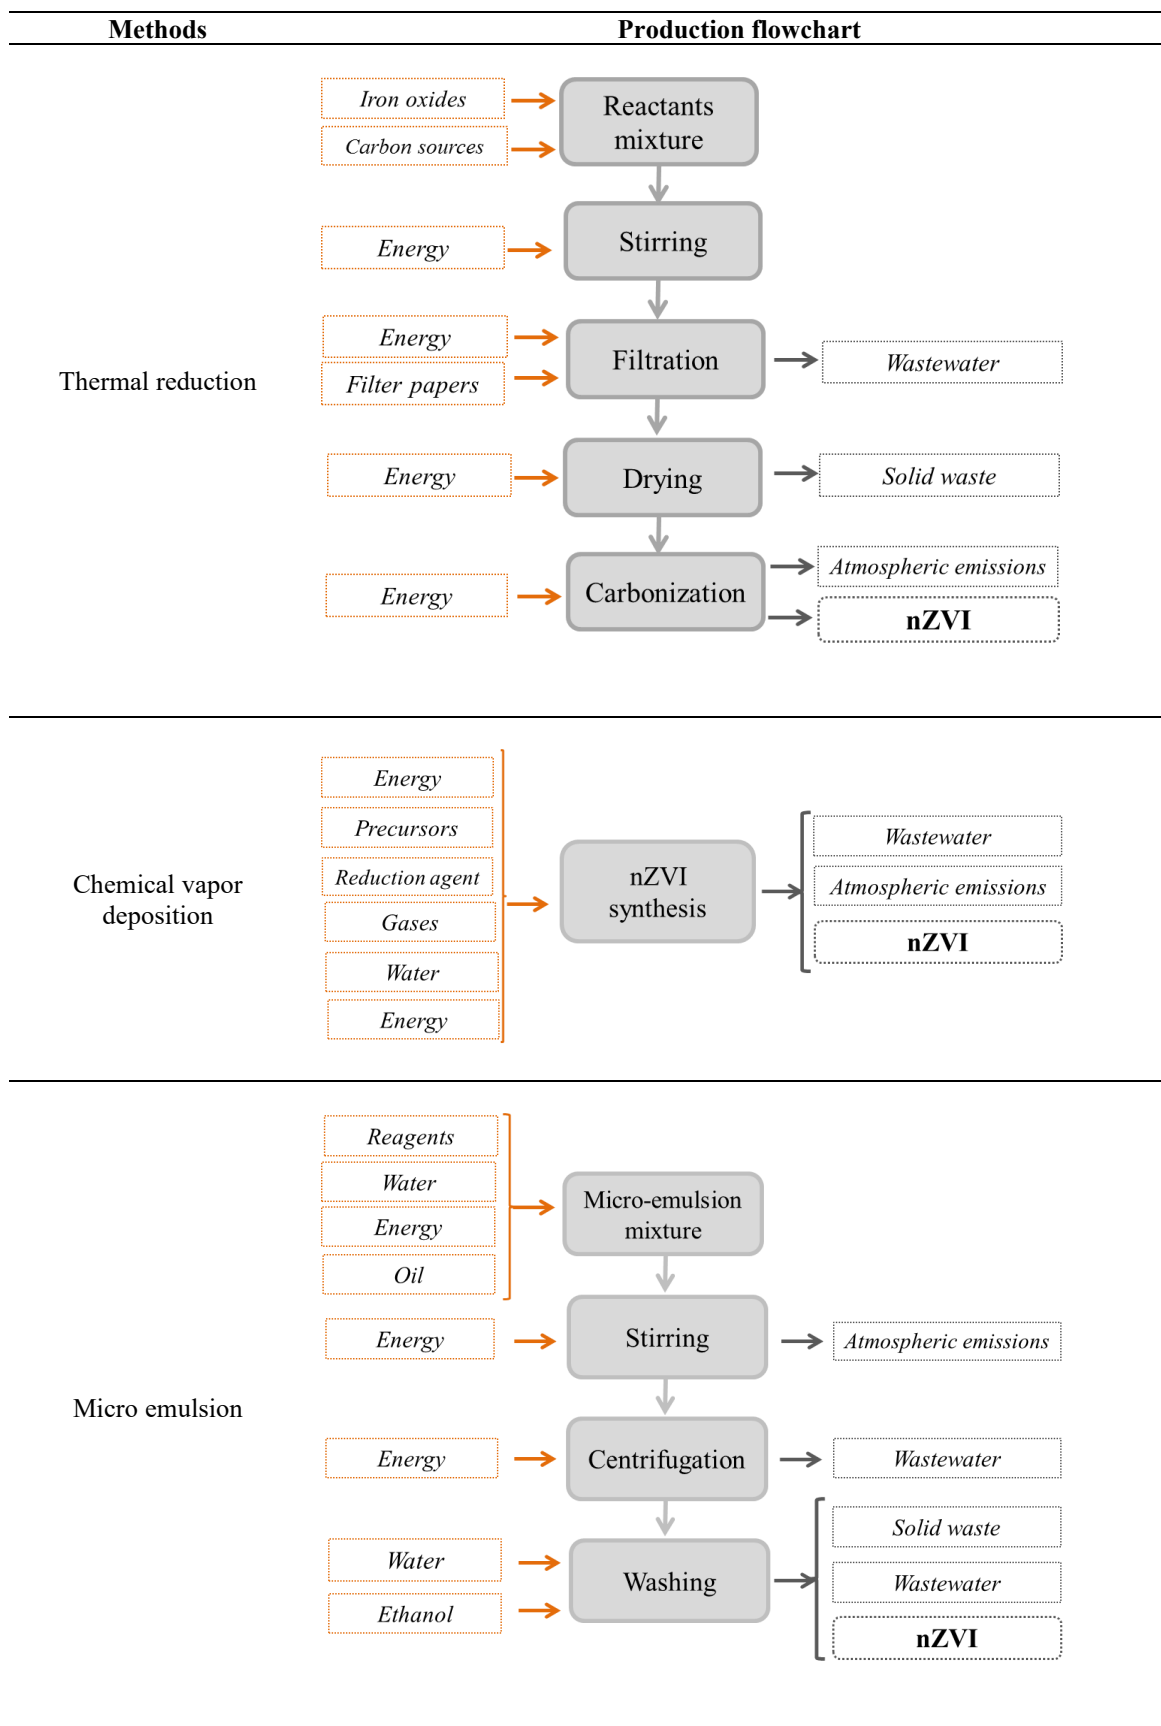 Methods
Production flowchart
Thermal reduction
Iron oxides
Carbon sources
Reactants
mixture
Energy
Stirring
Energy
Filter papers
Filtration
Wastewater
Energy
Drying
Solid waste
Energy
Carbonization
Atmospheric emissions
nZVI
Chemical vapor
deposition
Energy
Precursors
Reduction agent
Gases
Water
Energy
nZVI
synthesis
Wastewater
Atmospheric emissions
nZVI
Micro emulsion
Reagents
Water
Energy
Oil
Micro-emulsion
mixture
Energy
Stirring
Atmospheric emissions
Energy
Centrifugation
Wastewater
Water
Ethanol
Washing
Solid waste
Wastewater
nZVI